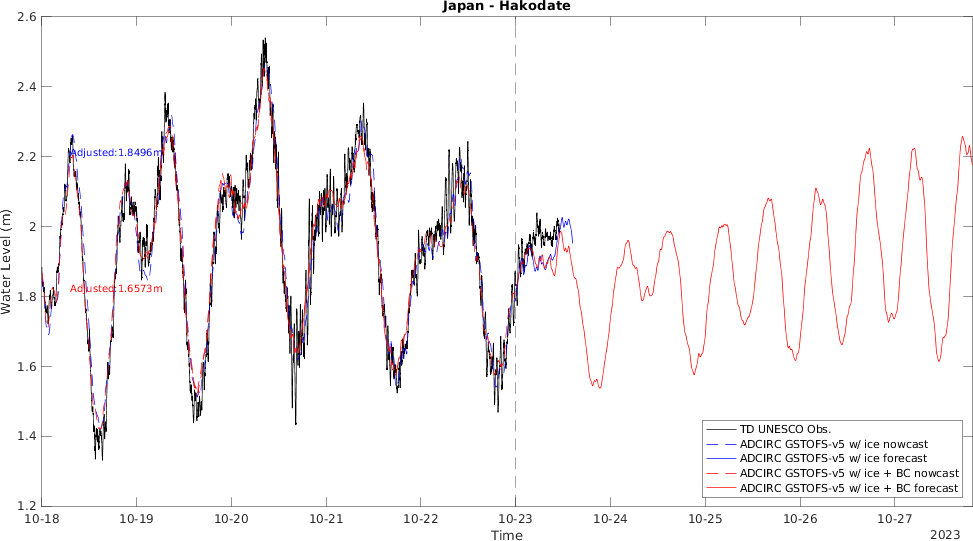 Japan - Hakodate
2.6
2.4
2.2
2
1.8
1.6
1.4
1.2
Water Level (m)
Adjusted:1.8496m
Adjusted:1.6573m
TD UNESCO Obs.
ADCIRC GSTOFS-v5 w/ ice nowcast
ADCIRC GSTOFS-v5 w/ ice forecast
ADCIRC GSTOFS-v5 w/ ice + BC nowcast
ADCIRC GSTOFS-v5 w/ ice + BC forecast
10-18 10-19 10-20 10-21 10-22 10-23 10-24 10-25 10-26 10-27
Time
2023